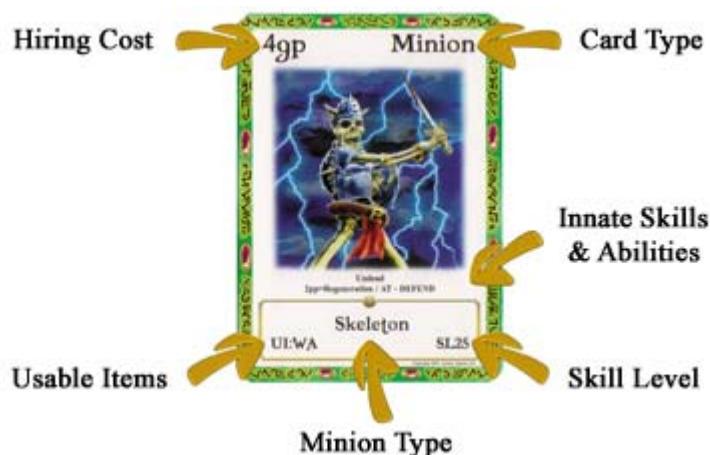 Hiring Cost
4gp
Minion
Card Type
Innate Skills
& Abilities
Undead
2pp=Regeneration / AT - DEFEND
Skeleton
UI:WA
SL25
Usable Items
Skill Level
Minion Type